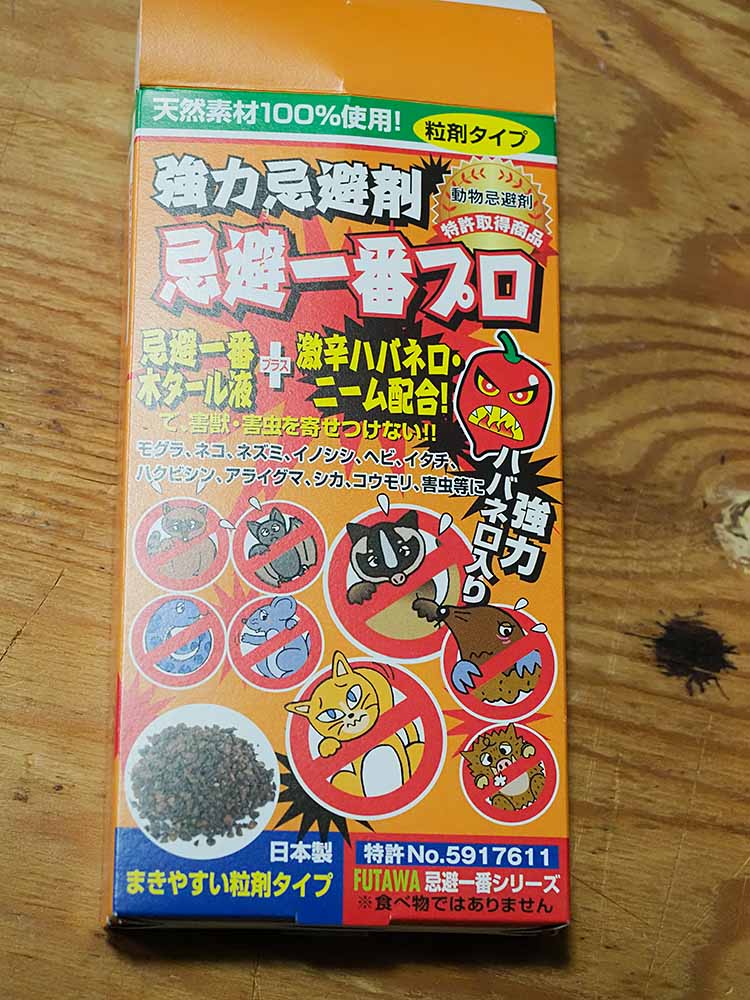 天然素材100%使用!
粒剤タイプ
強力忌避剤
動物忌避剤
特許取得商品
忌避一番プロ
忌避一番
木タール液
プラス
激辛ハバネロ・
ニーム配合!
で、害獣・害虫を寄せつけない!!
モグラ、ネコ、ネズミ、イノシシ、ヘビ、イタチ、
ハクビシン、アライグマ、シカ、コウモリ、害虫等に
強力
ハバネロ入り
日本製
まきやすい粒剤タイプ
特許No.5917611
FUTAWA 忌避一番シリーズ
※食べ物ではありません